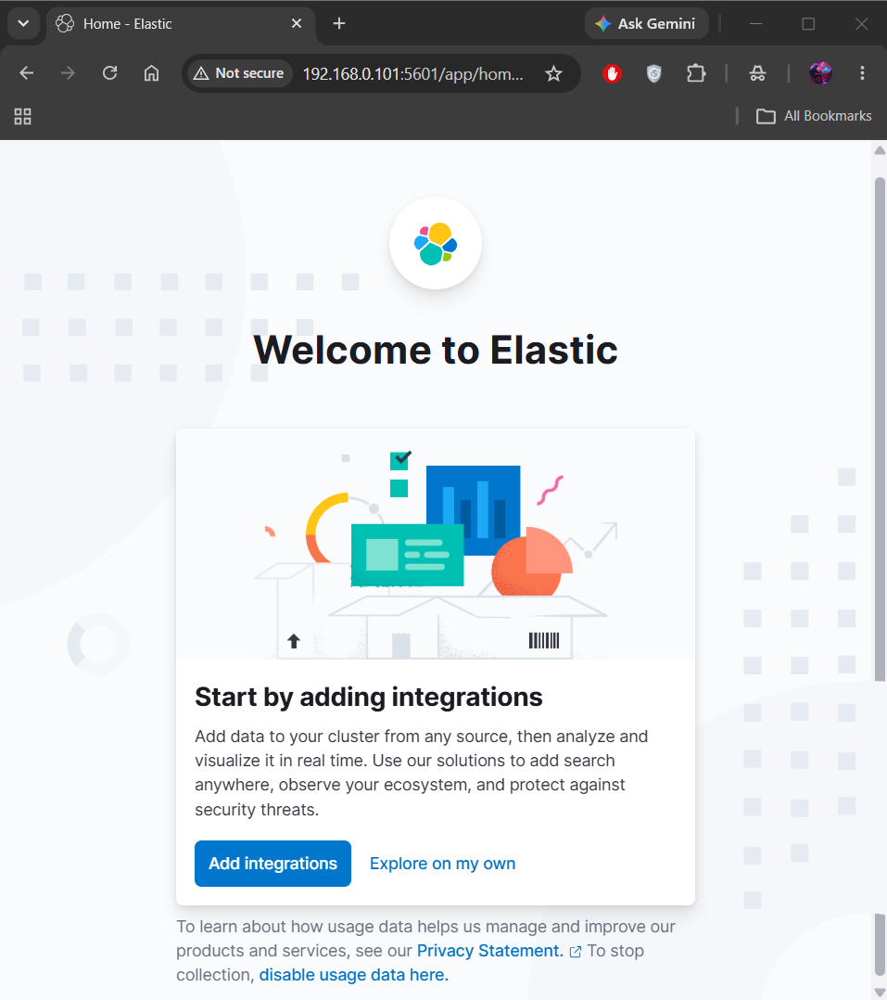 Home - Elastic
Ask Gemini
Not secure
192.168.0.101:5601/app/hom...
All Bookmarks
Welcome to Elastic
Start by adding integrations
Add data to your cluster from any source, then analyze and
visualize it in real time. Use our solutions to add search
anywhere, observe your ecosystem, and protect against
security threats.
Add integrations
Explore on my own
To learn about how usage data helps us manage and improve our
products and services, see our Privacy Statement. To stop
collection, disable usage data here.